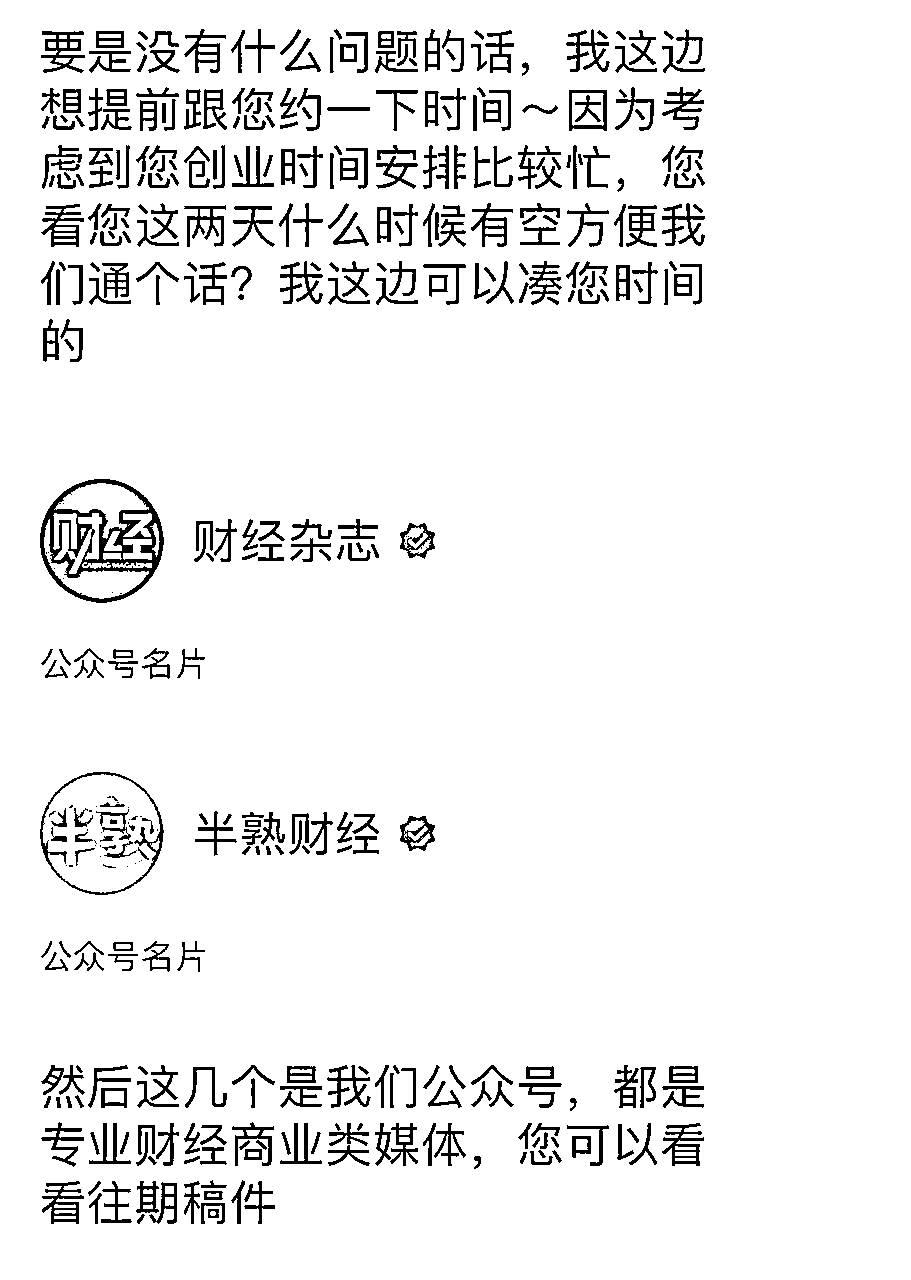 要是没有什么问题的话，我这边
想提前跟您约一下时间～因为考
虑到您创业时间安排比较忙，您
看您这两天什么时候有空方便我
们通个话？我这边可以凑您时间
的
财经
财经杂志
公众号名片
半熟
半熟财经
公众号名片
然后这几个是我们公众号，都是
专业财经商业类媒体，您可以看
看往期稿件